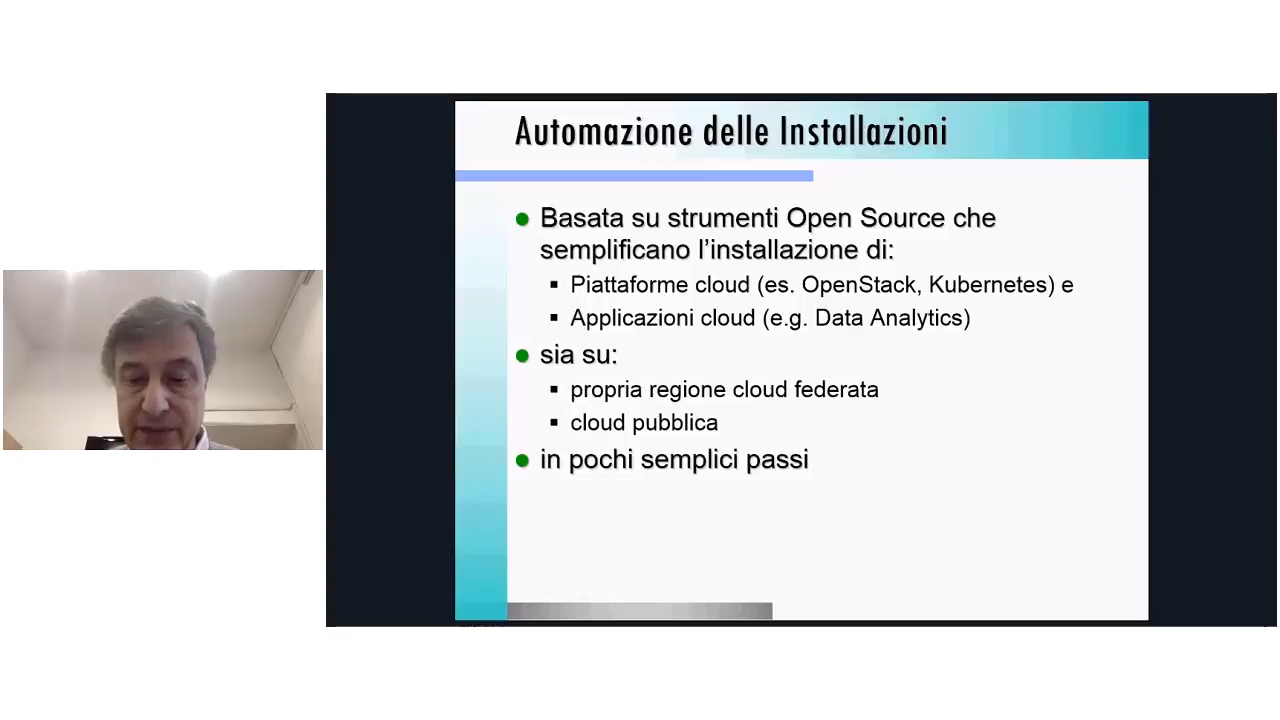 Automazione delle Installazioni
Basata su strumenti Open Source che
semplificano l'installazione di:
Piattaforme cloud (es. OpenStack, Kubernetes) e
Applicazioni cloud (e.g. Data Analytics)
sia su:
propria regione cloud federata
cloud pubblica
in pochi semplici passi